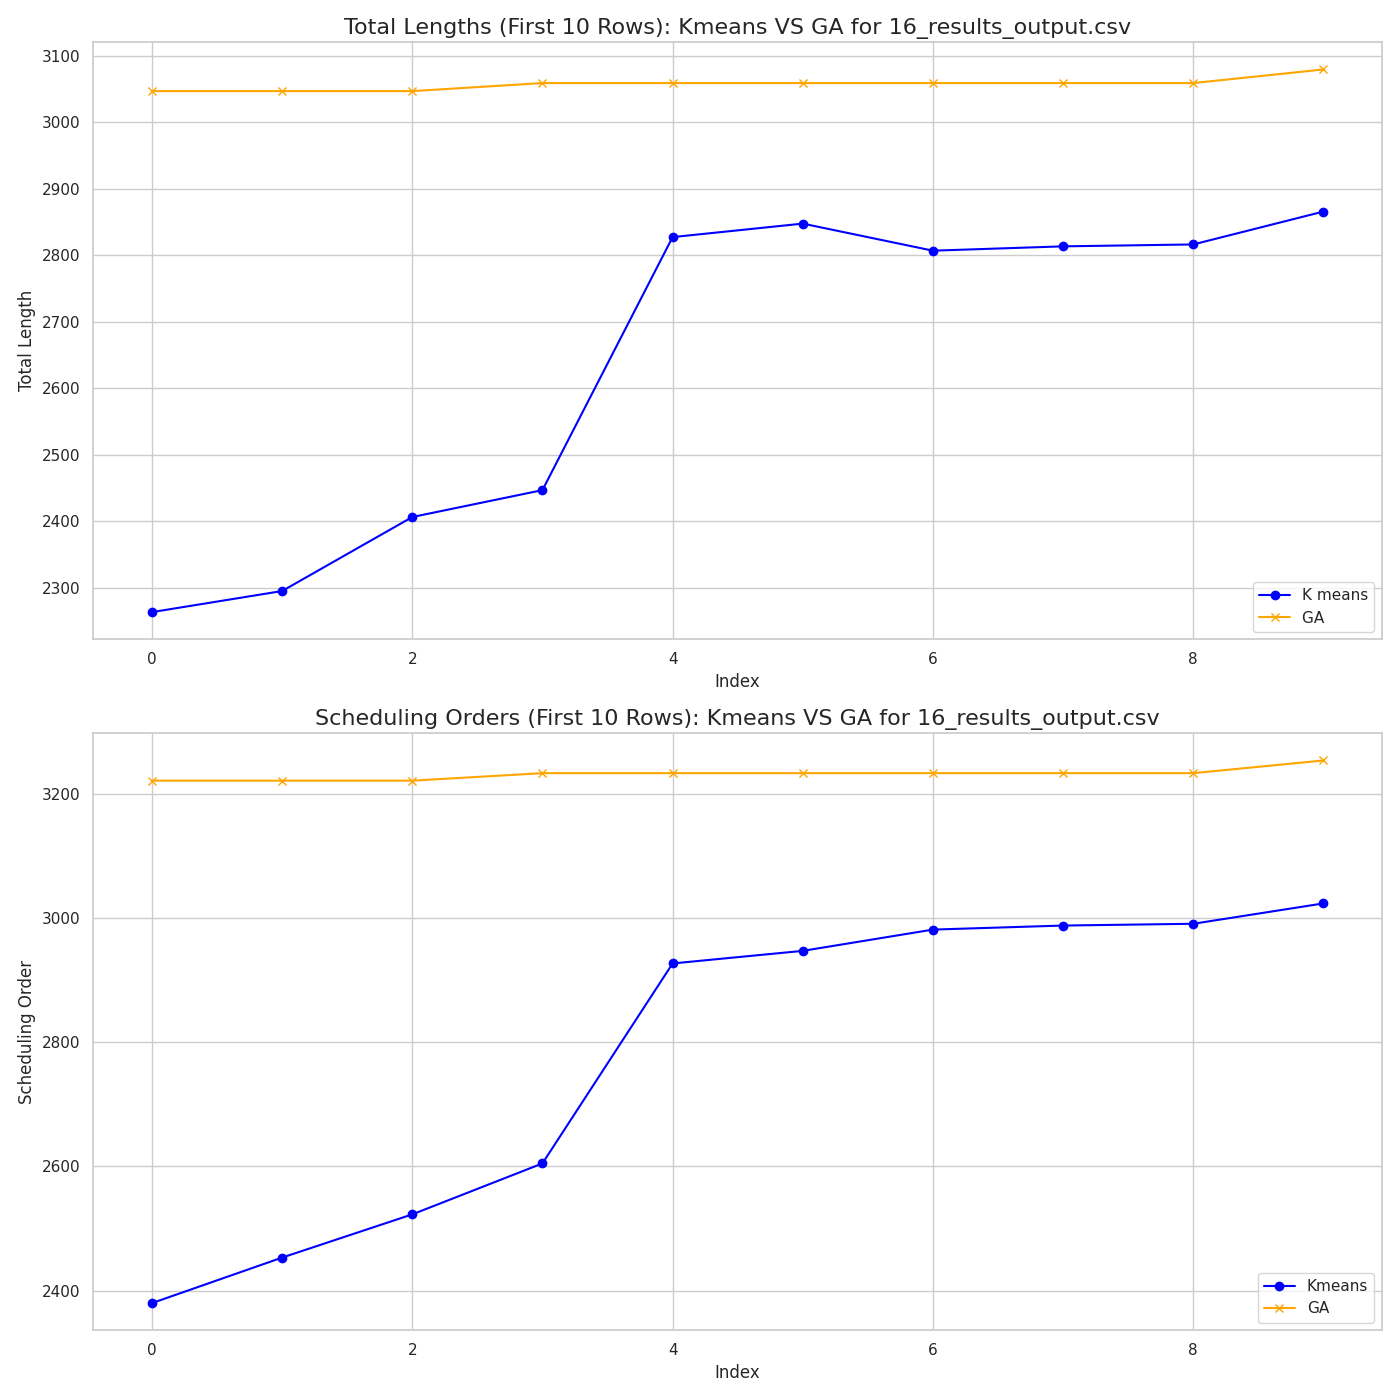 Total Lengths (First 10 Rows): Kmeans VS GA for 16_results_output.csv
3100
3000
2900
2800
2700
2600
2500
2400
2300
Total Length
K means
GA
0 2 4 6 8
Index
Scheduling Orders (First 10 Rows): Kmeans VS GA for 16_results_output.csv
3200
3000
2800
2600
2400
Scheduling Order
Kmeans
GA
0 2 4 6 8
Index